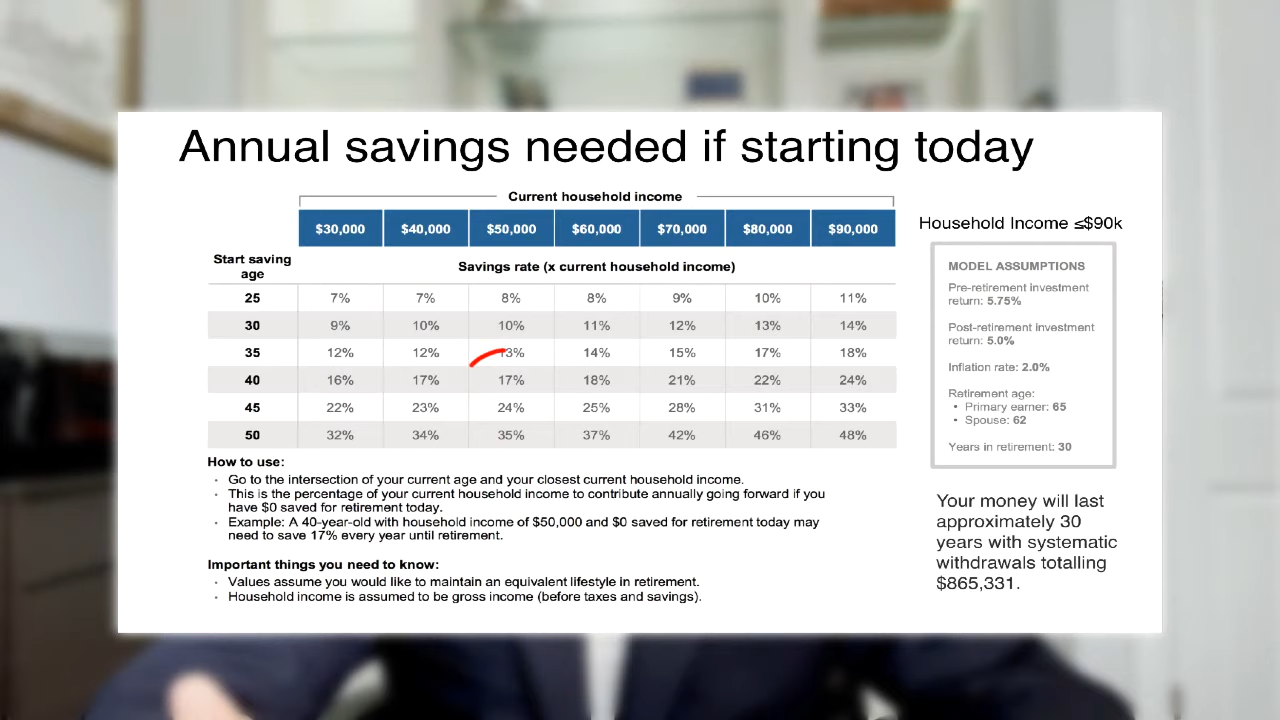 Annual savings needed if starting today
Current household income
$30,000 $40,000 $50,000 $60,000 $70,000 $80,000 $90,000
Start saving
age
Savings rate (x current household income)
25 7% 7% 8% 8% 9% 10% 11%
30 9% 10% 10% 11% 12% 13% 14%
35 12% 12% 13% 14% 15% 17% 18%
40 16% 17% 17% 18% 21% 22% 24%
45 22% 23% 24% 25% 28% 31% 33%
50 32% 34% 35% 37% 42% 46% 48%
How to use:
• Go to the intersection of your current age and your closest current household income.
• This is the percentage of your current household income to contribute annually going forward if you
have $0 saved for retirement today.
• Example: A 40-year-old with household income of $50,000 and $0 saved for retirement today may
need to save 17% every year until retirement.
Important things you need to know:
• Values assume you would like to maintain an equivalent lifestyle in retirement.
• Household income is assumed to be gross income (before taxes and savings).
Household Income ≤$90k
MODEL ASSUMPTIONS
Pre-retirement investment
return: 5.75%
Post-retirement investment
return: 5.0%
Inflation rate: 2.0%
Retirement age:
• Primary earner: 65
• Spouse: 62
Years in retirement: 30
Your money will last
approximately 30
years with systematic
withdrawals totalling
$865,331.